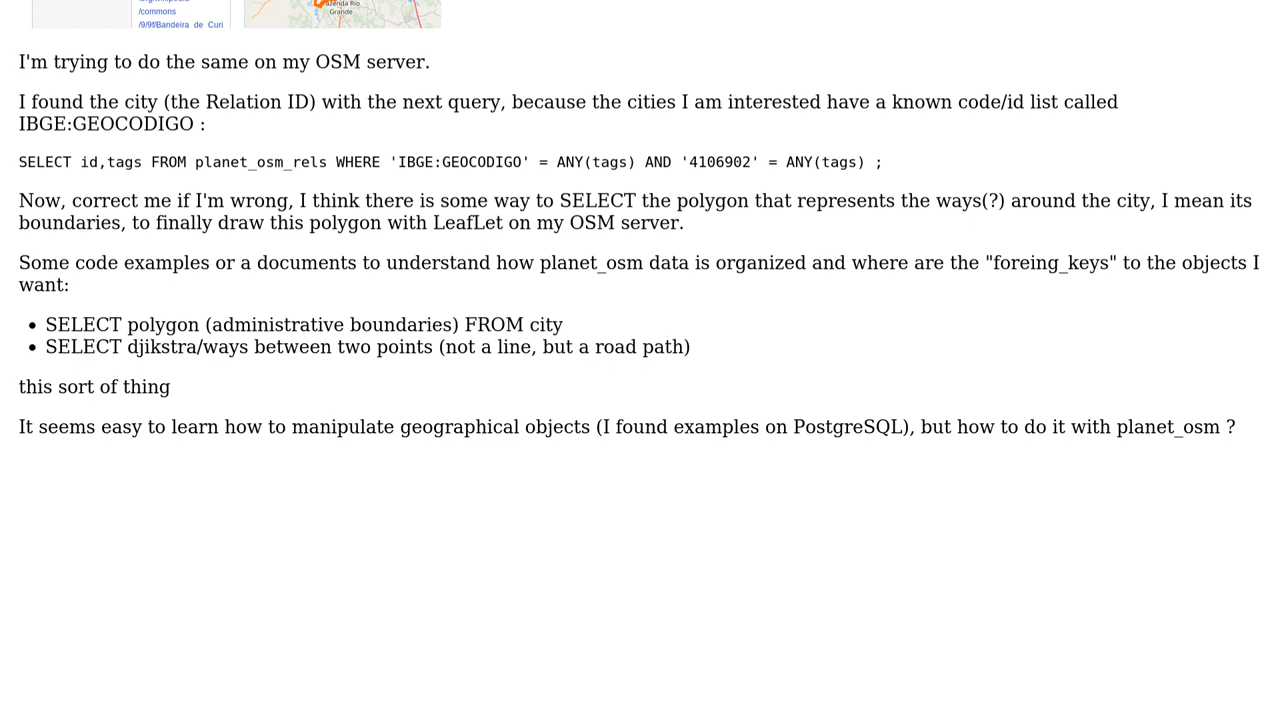 /commons
/9/9f/Bandeira_de_Curi
Grande
I'm trying to do the same on my OSM server.
I found the city (the Relation ID) with the next query, because the cities I am interested have a known code/id list called
IBGE:GEOCODIGO :
SELECT id,tags FROM planet_osm_rels WHERE 'IBGE:GEOCODIGO' = ANY(tags) AND '4106902' = ANY(tags) ;
Now, correct me if I'm wrong, I think there is some way to SELECT the polygon that represents the ways(?) around the city, I mean its
boundaries, to finally draw this polygon with LeafLet on my OSM server.
Some code examples or a documents to understand how planet_osm data is organized and where are the "foreing_keys" to the objects I
want:
• SELECT polygon (administrative boundaries) FROM city
• SELECT djikstra/ways between two points (not a line, but a road path)
this sort of thing
It seems easy to learn how to manipulate geographical objects (I found examples on PostgreSQL), but how to do it with planet_osm ?